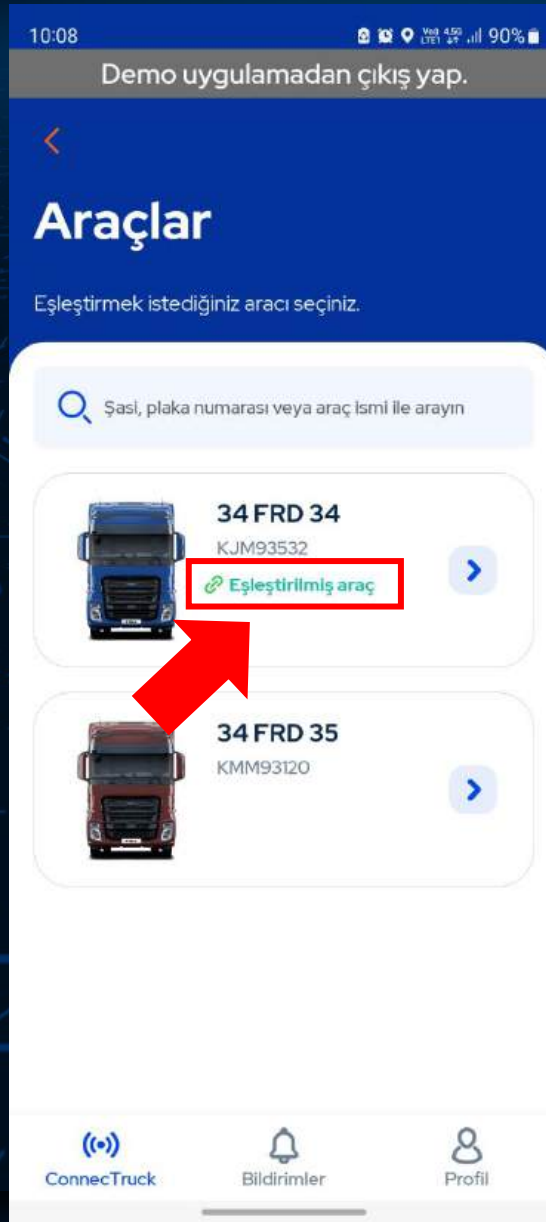 10:08
90%
Demo uygulamadan çıkış yap.
Araçlar
Eşleştirmek istediğiniz aracı seçiniz.
Şasi, plaka numarası veya araç ismi ile arayın
34 FRD 34
KJM93532
Eşleştirilmiş araç
34 FRD 35
KMM93120
ConnecTruck
Bildirimler
Profil